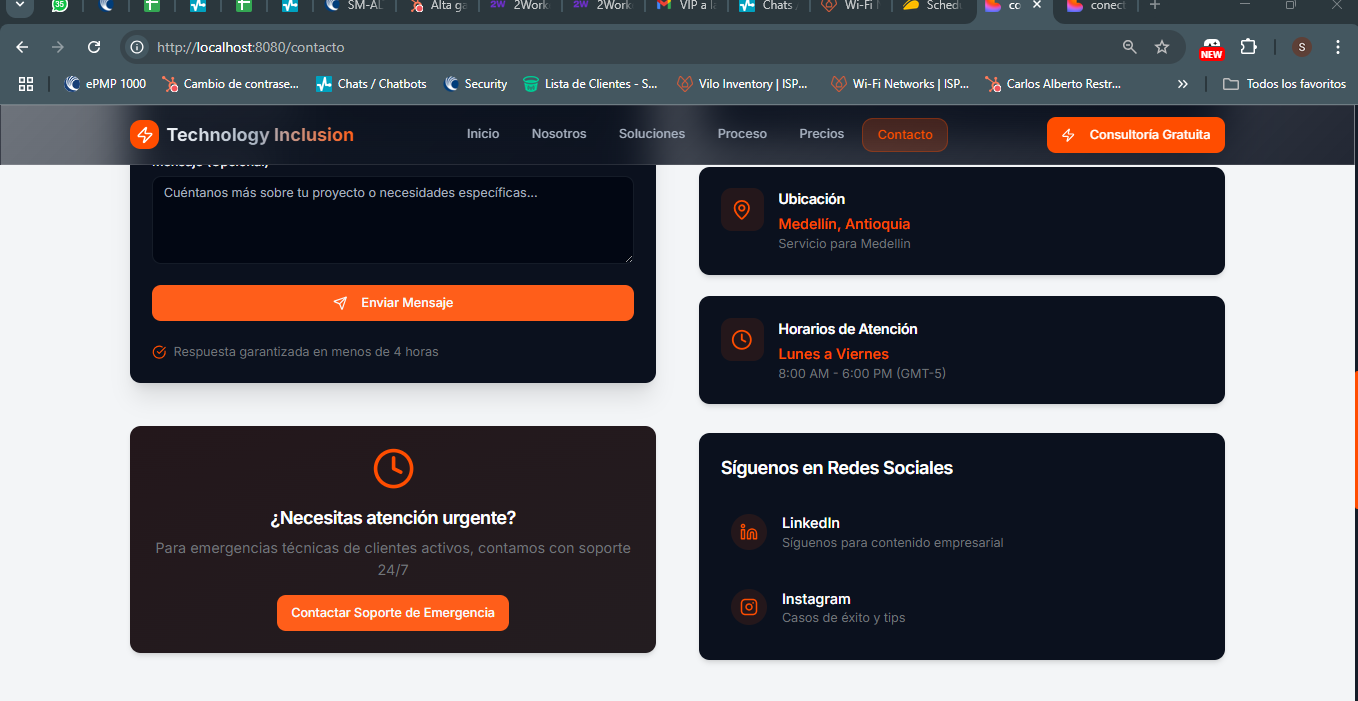 35
SM-AL
Alta ga
2W 2Work
2W 2Work
VIP a la
Chats
Wi-Fi
Sched
co
conect
http://localhost:8080/contacto
NEW
S
ePMP 1000
Cambio de contrase...
Chats / Chatbots
Security
Lista de Clientes - S...
Vilo Inventory | ISP...
Wi-Fi Networks | ISP...
Carlos Alberto Restr...
Todos los favoritos
Technology Inclusion
Inicio
Nosotros
Soluciones
Proceso
Precios
Contacto
Consultoría Gratuita
Mensaje (Opcional)
Cuéntanos más sobre tu proyecto o necesidades específicas...
Enviar Mensaje
Respuesta garantizada en menos de 4 horas
¿Necesitas atención urgente?
Para emergencias técnicas de clientes activos, contamos con soporte
24/7
Contactar Soporte de Emergencia
Ubicación
Medellín, Antioquia
Servicio para Medellin
Horarios de Atención
Lunes a Viernes
8:00 AM - 6:00 PM (GMT-5)
Síguenos en Redes Sociales
LinkedIn
Síguenos para contenido empresarial
Instagram
Casos de éxito y tips